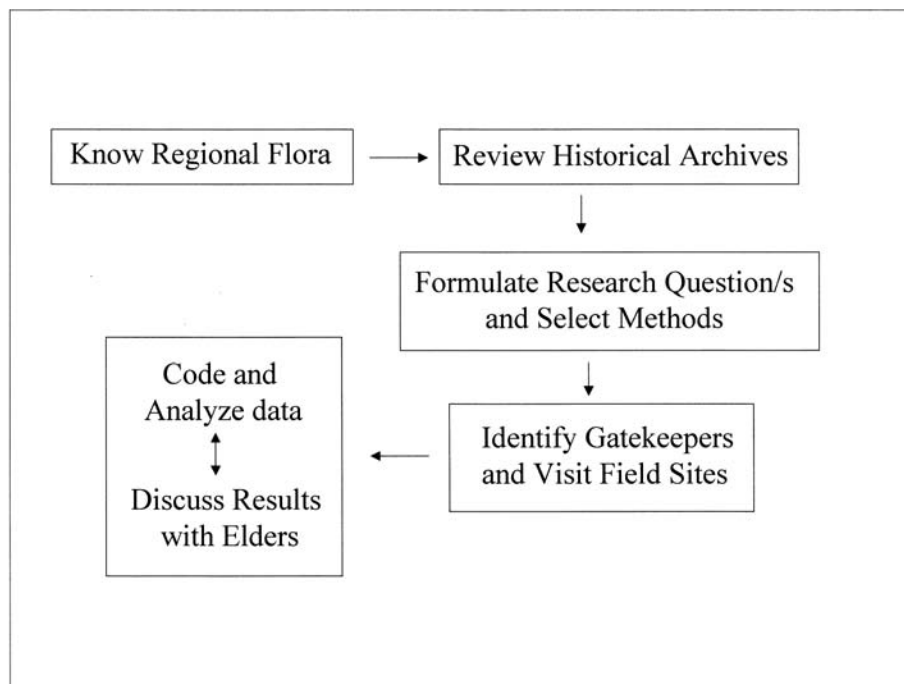 Know Regional Flora
Review Historical Archives
Formulate Research Question/s
and Select Methods
Identify Gatekeepers
and Visit Field Sites
Code and
Analyze data
Discuss Results
with Elders